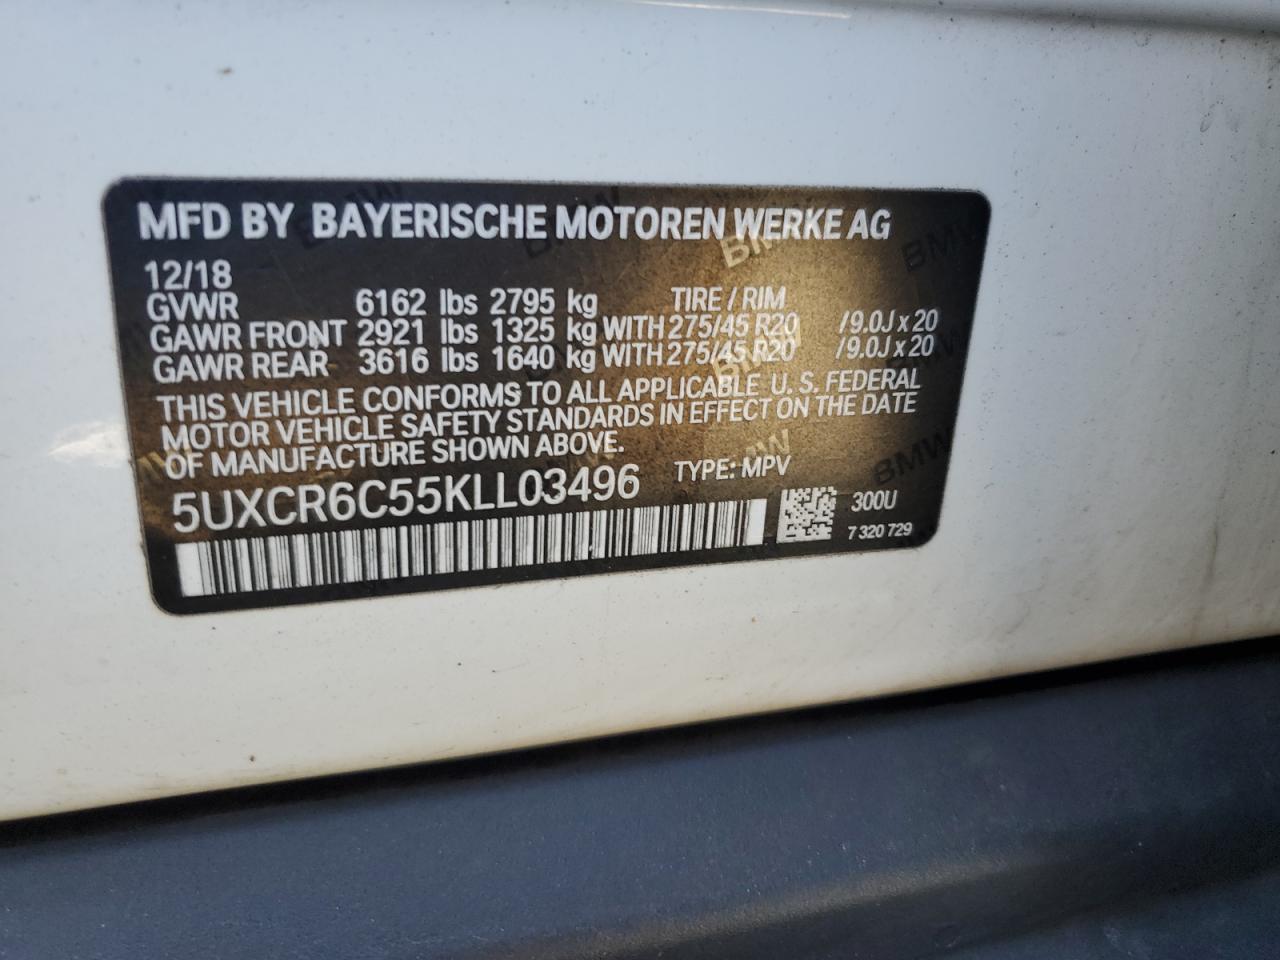 MFD BY BAYERISCHE MOTOREN WERKE AG
12/18
GVWR 6162 lbs 2795 kg TIRE / RIM
GAWR FRONT 2921 lbs 1325 kg WITH 275/45 R20 /9.0J x 20
GAWR REAR 3616 lbs 1640 kg WITH 275/45 R20 /9.0J x 20
THIS VEHICLE CONFORMS TO ALL APPLICABLE U. S. FEDERAL
MOTOR VEHICLE SAFETY STANDARDS IN EFFECT ON THE DATE
OF MANUFACTURE SHOWN ABOVE.
5UXCR6C55KLL03496 TYPE: MPV
300U
7 320 729